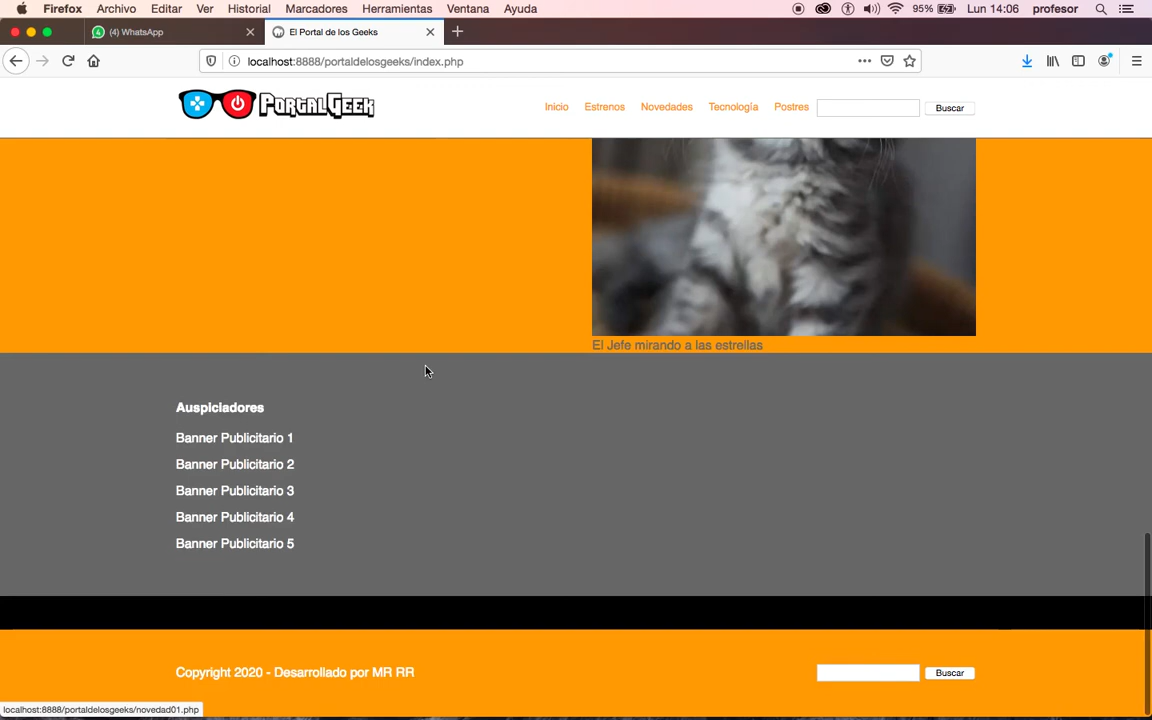 Firefox Archivo Editar Ver Historial Marcadores Herramientas Ventana Ayuda 95% Lun 14:06 profesor
(4) WhatsApp El Portal de los Geeks
localhost:8888/portaldelosgeeks/index.php
PORTALGEEK Inicio Estrenos Novedades Tecnología Postres Buscar
El Jefe mirando a las estrellas
Auspiciadores
Banner Publicitario 1
Banner Publicitario 2
Banner Publicitario 3
Banner Publicitario 4
Banner Publicitario 5
Copyright 2020 - Desarrollado por MR RR Buscar
localhost:8888/portaldelosgeeks/novedad01.php